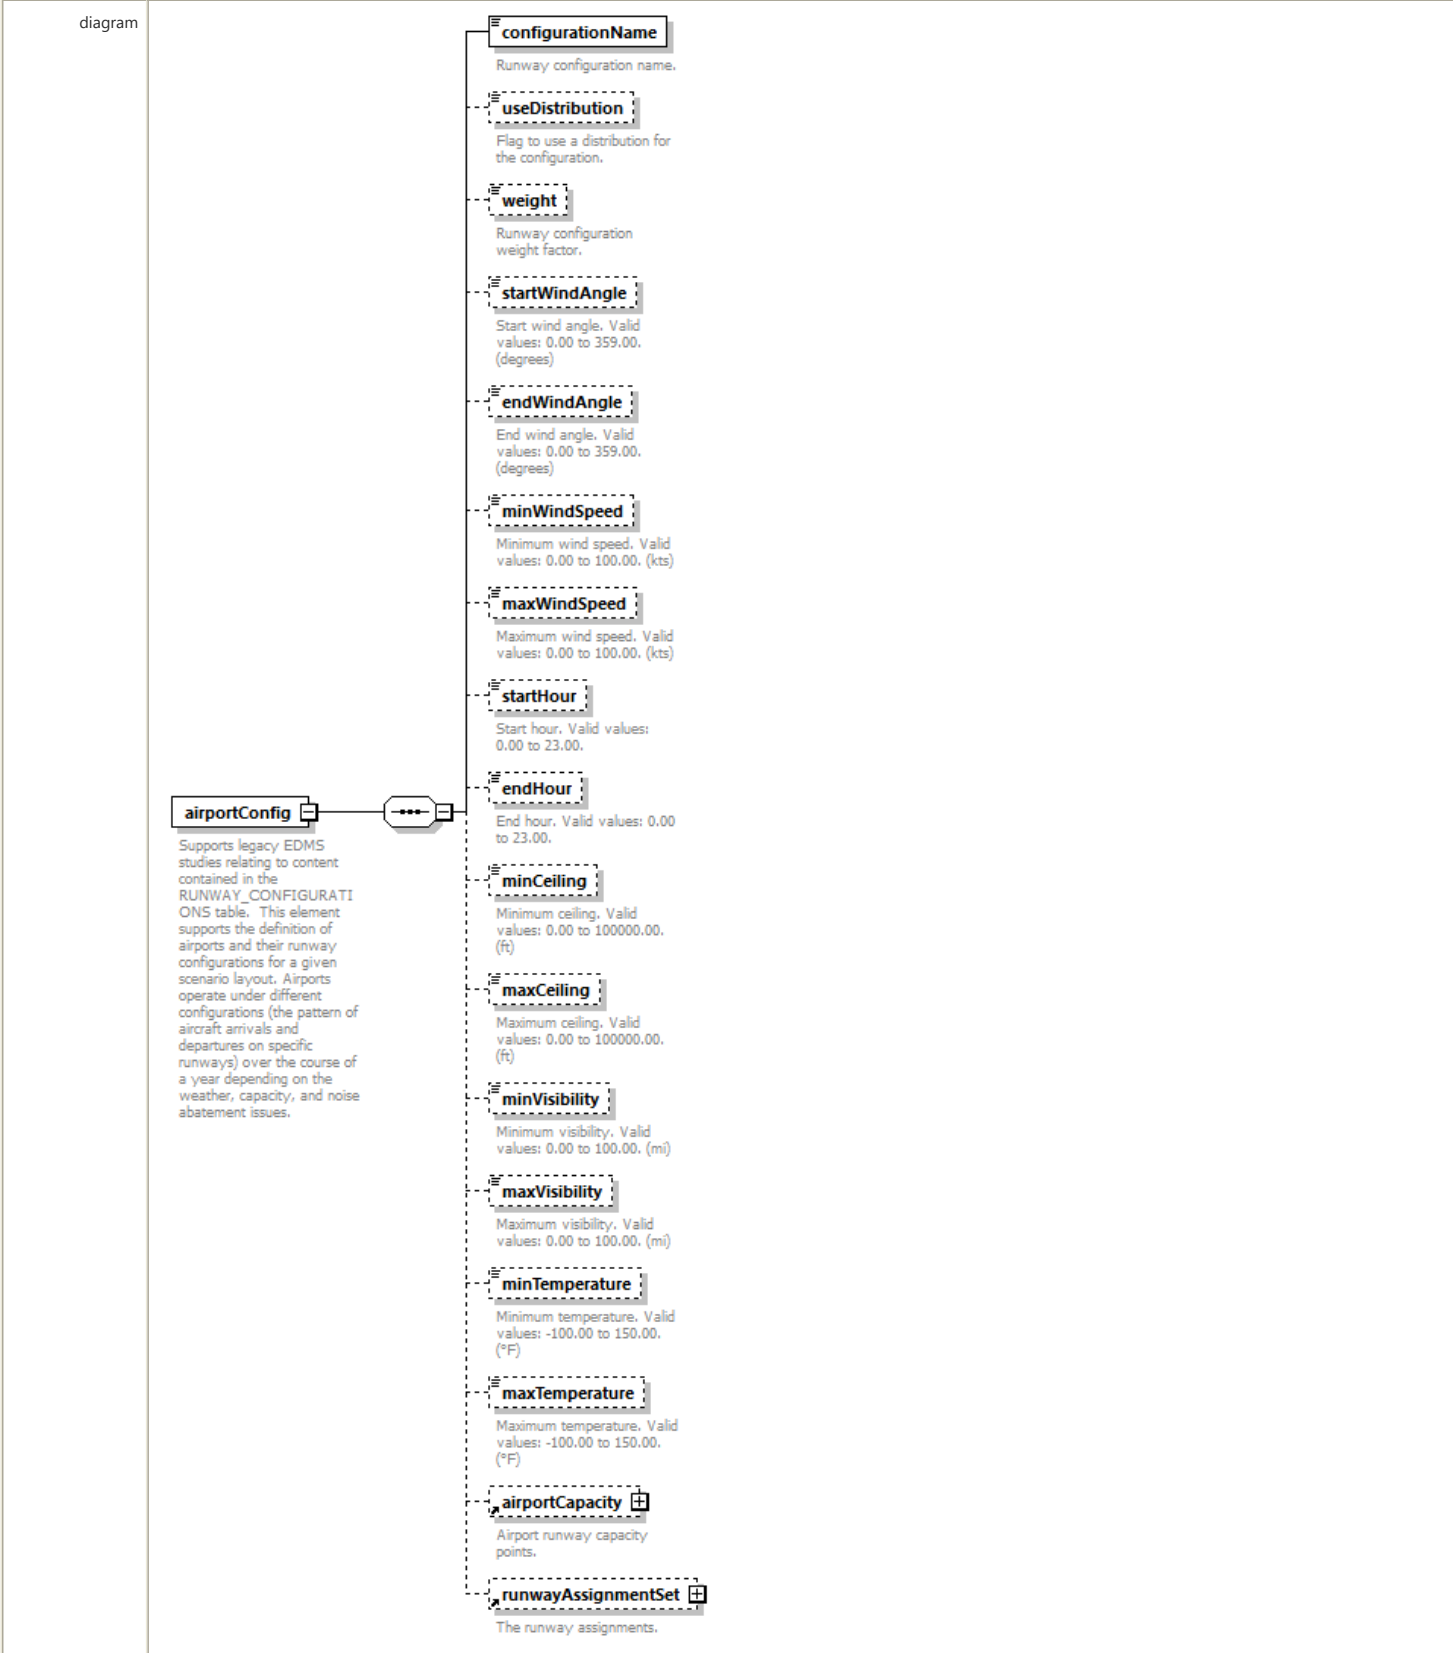 diagram
configurationName
Runway configuration name.
useDistribution
Flag to use a distribution for
the configuration.
weight
Runway configuration
weight factor.
startWindAngle
Start wind angle. Valid
values: 0.00 to 359.00.
(degrees)
endWindAngle
End wind angle. Valid
values: 0.00 to 359.00.
(degrees)
minWindSpeed
Minimum wind speed. Valid
values: 0.00 to 100.00. (kts)
maxWindSpeed
Maximum wind speed. Valid
values: 0.00 to 100.00. (kts)
startHour
Start hour. Valid values:
0.00 to 23.00.
endHour
End hour. Valid values: 0.00
to 23.00.
airportConfig
Supports legacy EDMS
studies relating to content
contained in the
RUNWAY_CONFIGURATI
ONS table.  This element
supports the definition of
airports and their runway
configurations for a given
scenario layout. Airports
operate under different
configurations (the pattern of
aircraft arrivals and
departures on specific
runways) over the course of
a year depending on the
weather, capacity, and noise
abatement issues.
minCeiling
Minimum ceiling. Valid
values: 0.00 to 100000.00.
(ft)
maxCeiling
Maximum ceiling. Valid
values: 0.00 to 100000.00.
(ft)
minVisibility
Minimum visibility. Valid
values: 0.00 to 100.00. (mi)
maxVisibility
Maximum visibility. Valid
values: 0.00 to 100.00. (mi)
minTemperature
Minimum temperature. Valid
values: -100.00 to 150.00.
(°F)
maxTemperature
Maximum temperature. Valid
values: -100.00 to 150.00.
(°F)
airportCapacity
Airport runway capacity
points.
runwayAssignmentSet
The runway assignments.